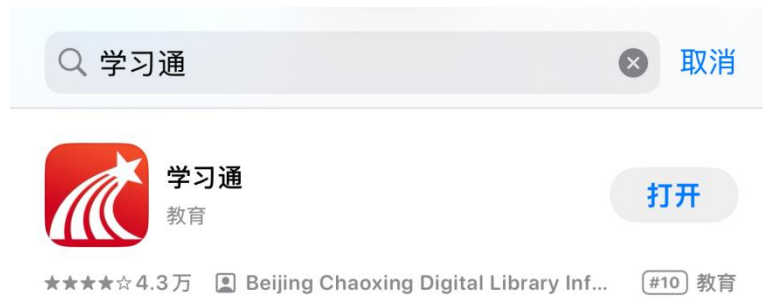 学习通 取消
学习通
打开
教育
★★★★☆4.3万 Beijing Chaoxing Digital Library Inf... #10 教育